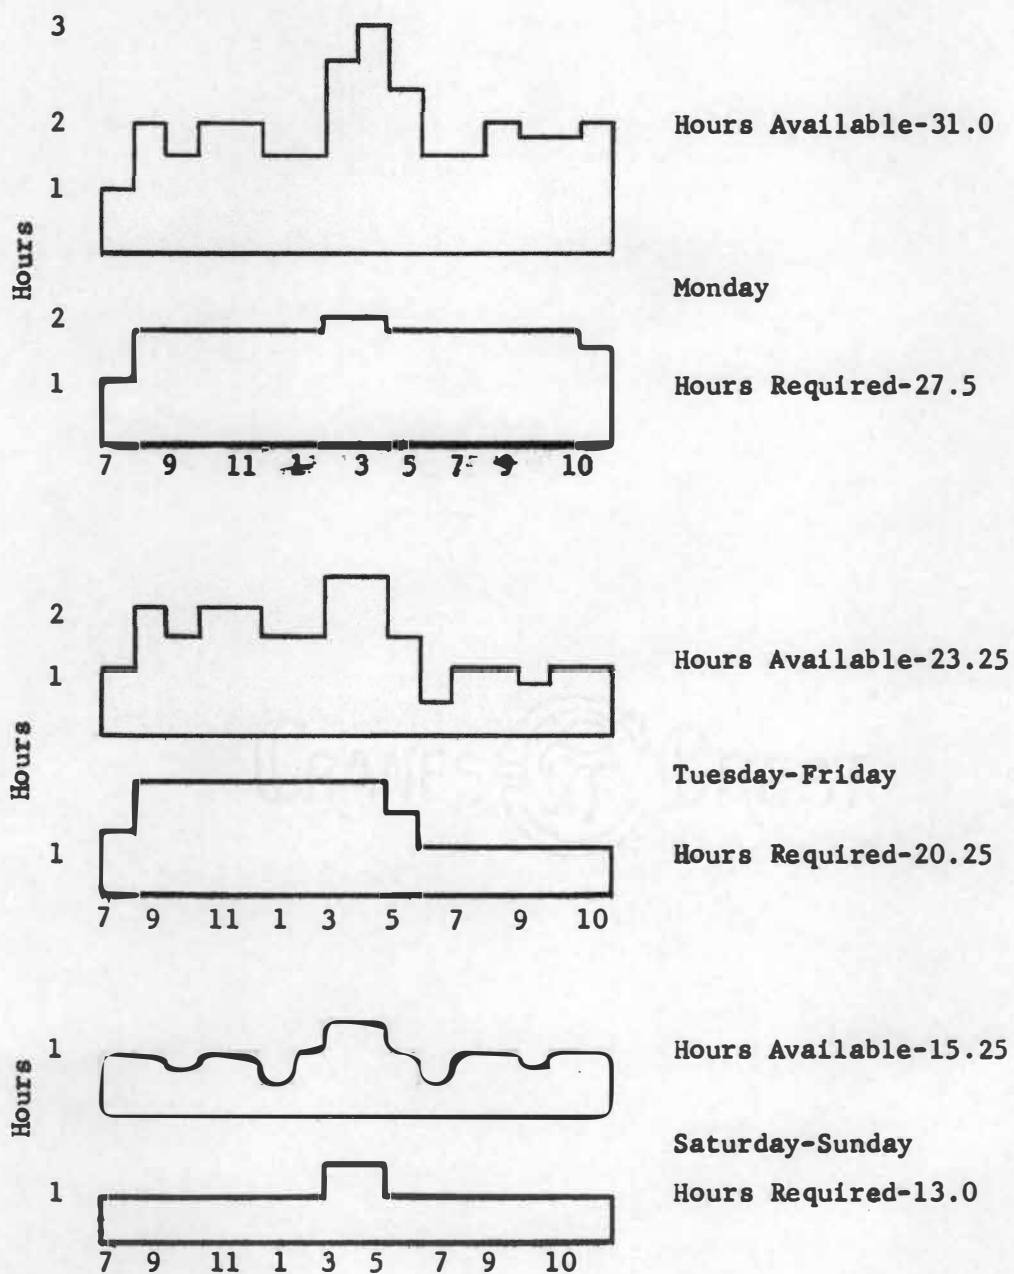 3
2
1
Hours Available-31.0
Hours
Monday
2
1
Hours Required-27.5
7 9 11 1 3 5 7 9 10
2
1
Hours Available-23.25
Hours
Tuesday-Friday
1
Hours Required-20.25
7 9 11 1 3 5 7 9 10
1
Hours Available-15.25
Hours
Saturday-Sunday
1
Hours Required-13.0
7 9 11 1 3 5 7 9 10